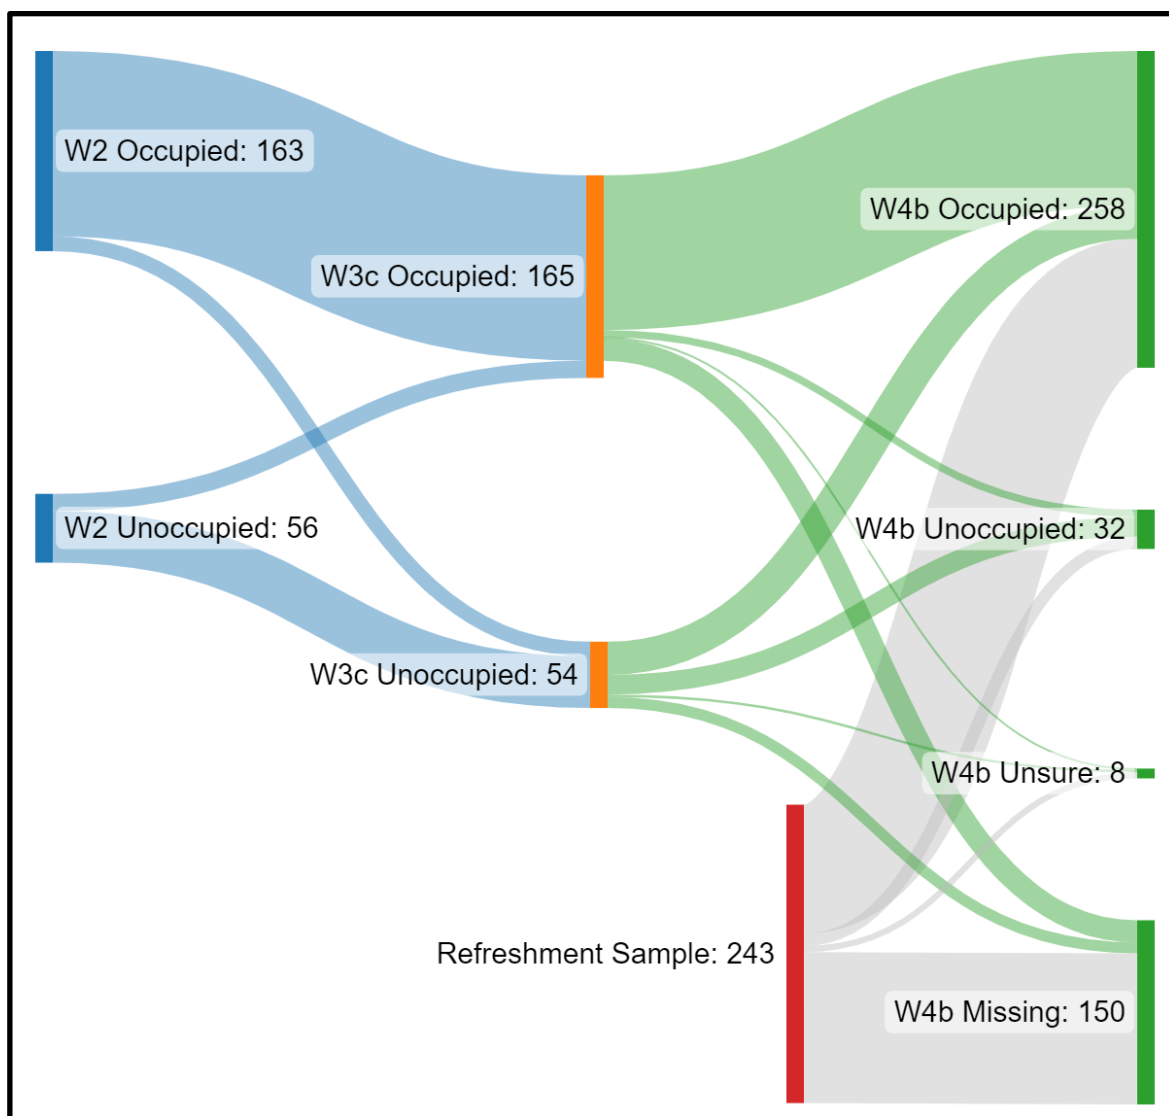 W2 Occupied: 163
W4b Occupied: 258
W3c Occupied: 165
W2 Unoccupied: 56
W4b Unoccupied: 32
W3c Unoccupied: 54
W4b Unsure: 8
Refreshment Sample: 243
W4b Missing: 150